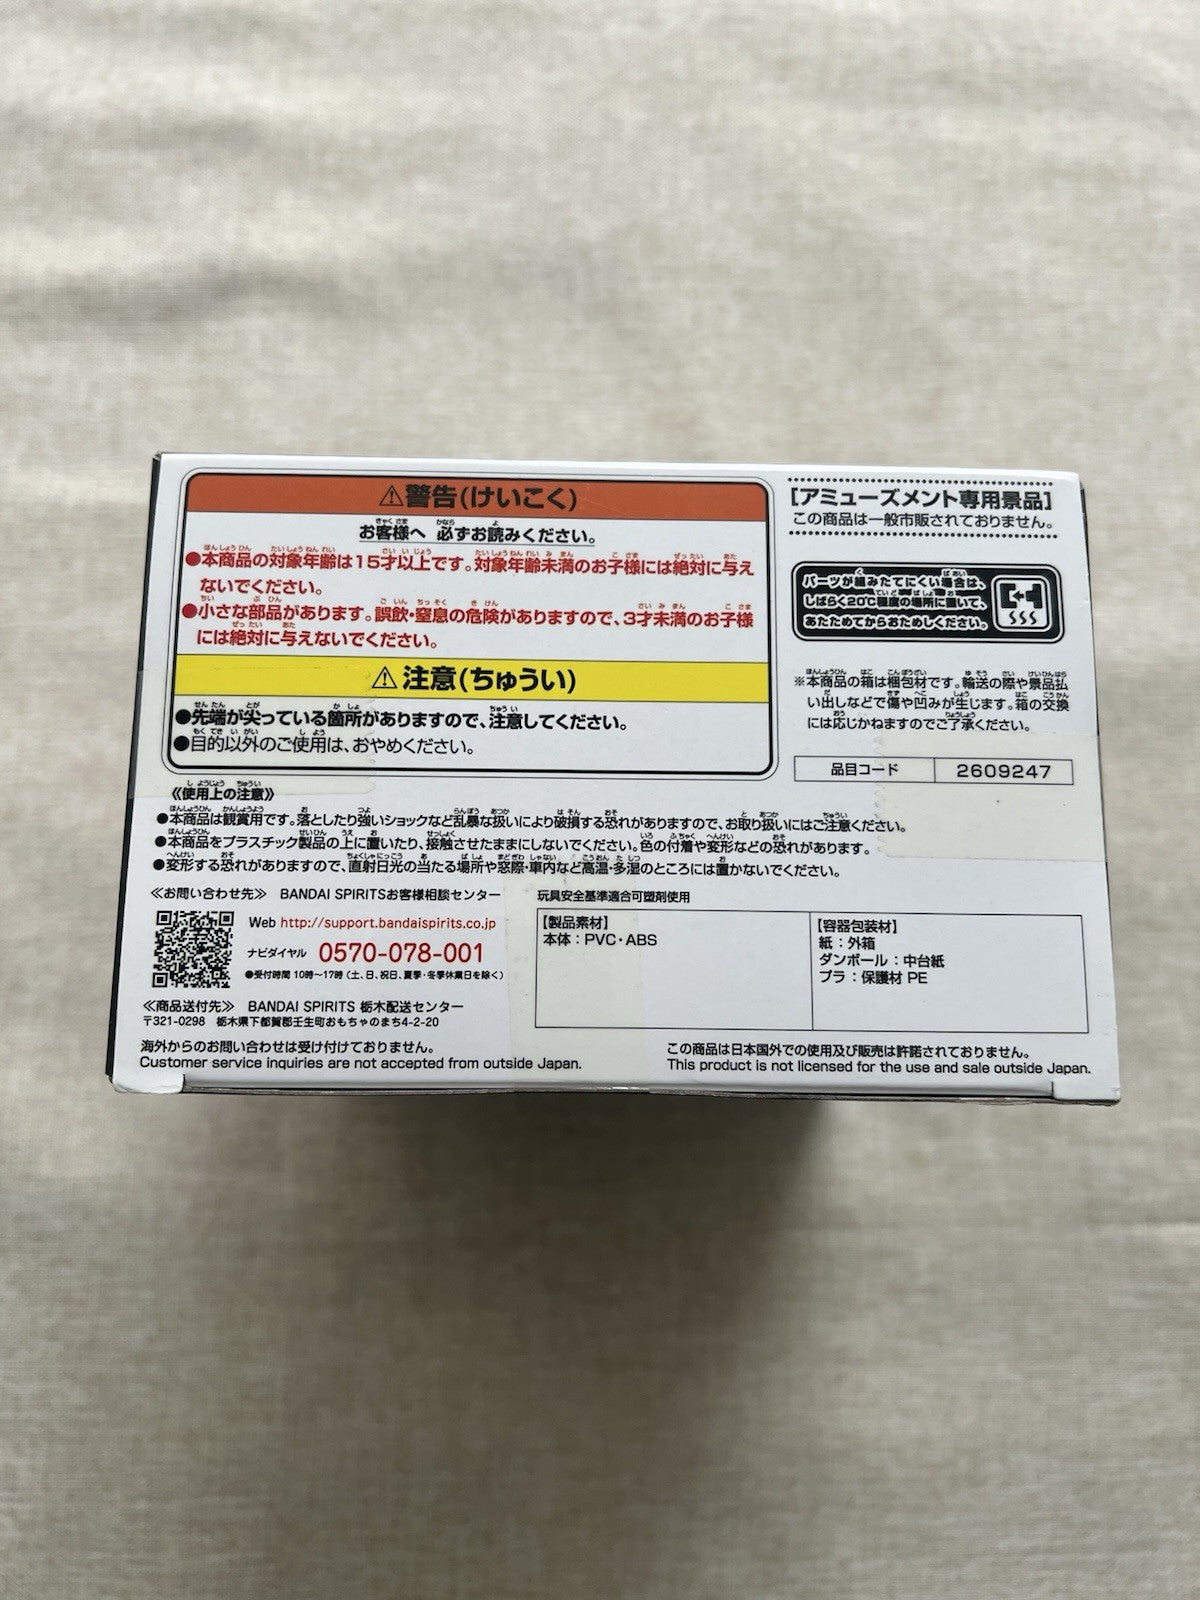 ⚠警告(けいこく)
お客様へ 必ずお読みください。
●本商品の対象年齢は15才以上です。対象年齢未満のお子様には絶対に与え
ないでください。
●小さな部品があります。誤飲・窒息の危険がありますので、3才未満のお子様
には絶対に与えないでください。
⚠注意(ちゅうい)
●先端が尖っている箇所がありますので、注意してください。
●目的以外のご使用は、おやめください。
[アミューズメント専用景品]
この商品は一般市販されておりません。
パーツが組みたてにくい場合は、
しばらく20℃程度の場所に置いて、
あたためてからおためしください。
※本商品の箱は梱包材です。輸送の際や景品払
い出しなどで傷や凹みが生じます。箱の交換
には応じかねますのでご了承ください。
品目コード 2609247
《使用上の注意》
●本商品は観賞用です。落としたり強いショックなど乱暴な扱いにより破損する恐れがありますので、お取り扱いにはご注意ください。
●本商品をプラスチック製品の上に置いたり、接触させたままにしないでください。色の付着や変形などの恐れがあります。
●変形する恐れがありますので、直射日光の当たる場所や窓際・車内など高温・多湿のところには置かないでください。
≪お問い合わせ先≫ BANDAI SPIRITSお客様相談センター
Web http://support.bandaispirits.co.jp
ナビダイヤル 0570-078-001
●受付時間 10時〜17時(土、日、祝日、夏季・冬季休業日を除く)
≪商品送付先≫ BANDAI SPIRITS 栃木配送センター
〒321-0298 栃木県下都賀郡壬生町おもちゃのまち4-2-20
玩具安全基準適合可塑剤使用
【製品素材】
本体：PVC・ABS
【容器包装材】
紙：外箱
ダンボール：中台紙
プラ：保護材 PE
海外からのお問い合わせは受け付けておりません。
Customer service inquiries are not accepted from outside Japan.
この商品は日本国外での使用及び販売は許諾されておりません。
This product is not licensed for the use and sale outside Japan.